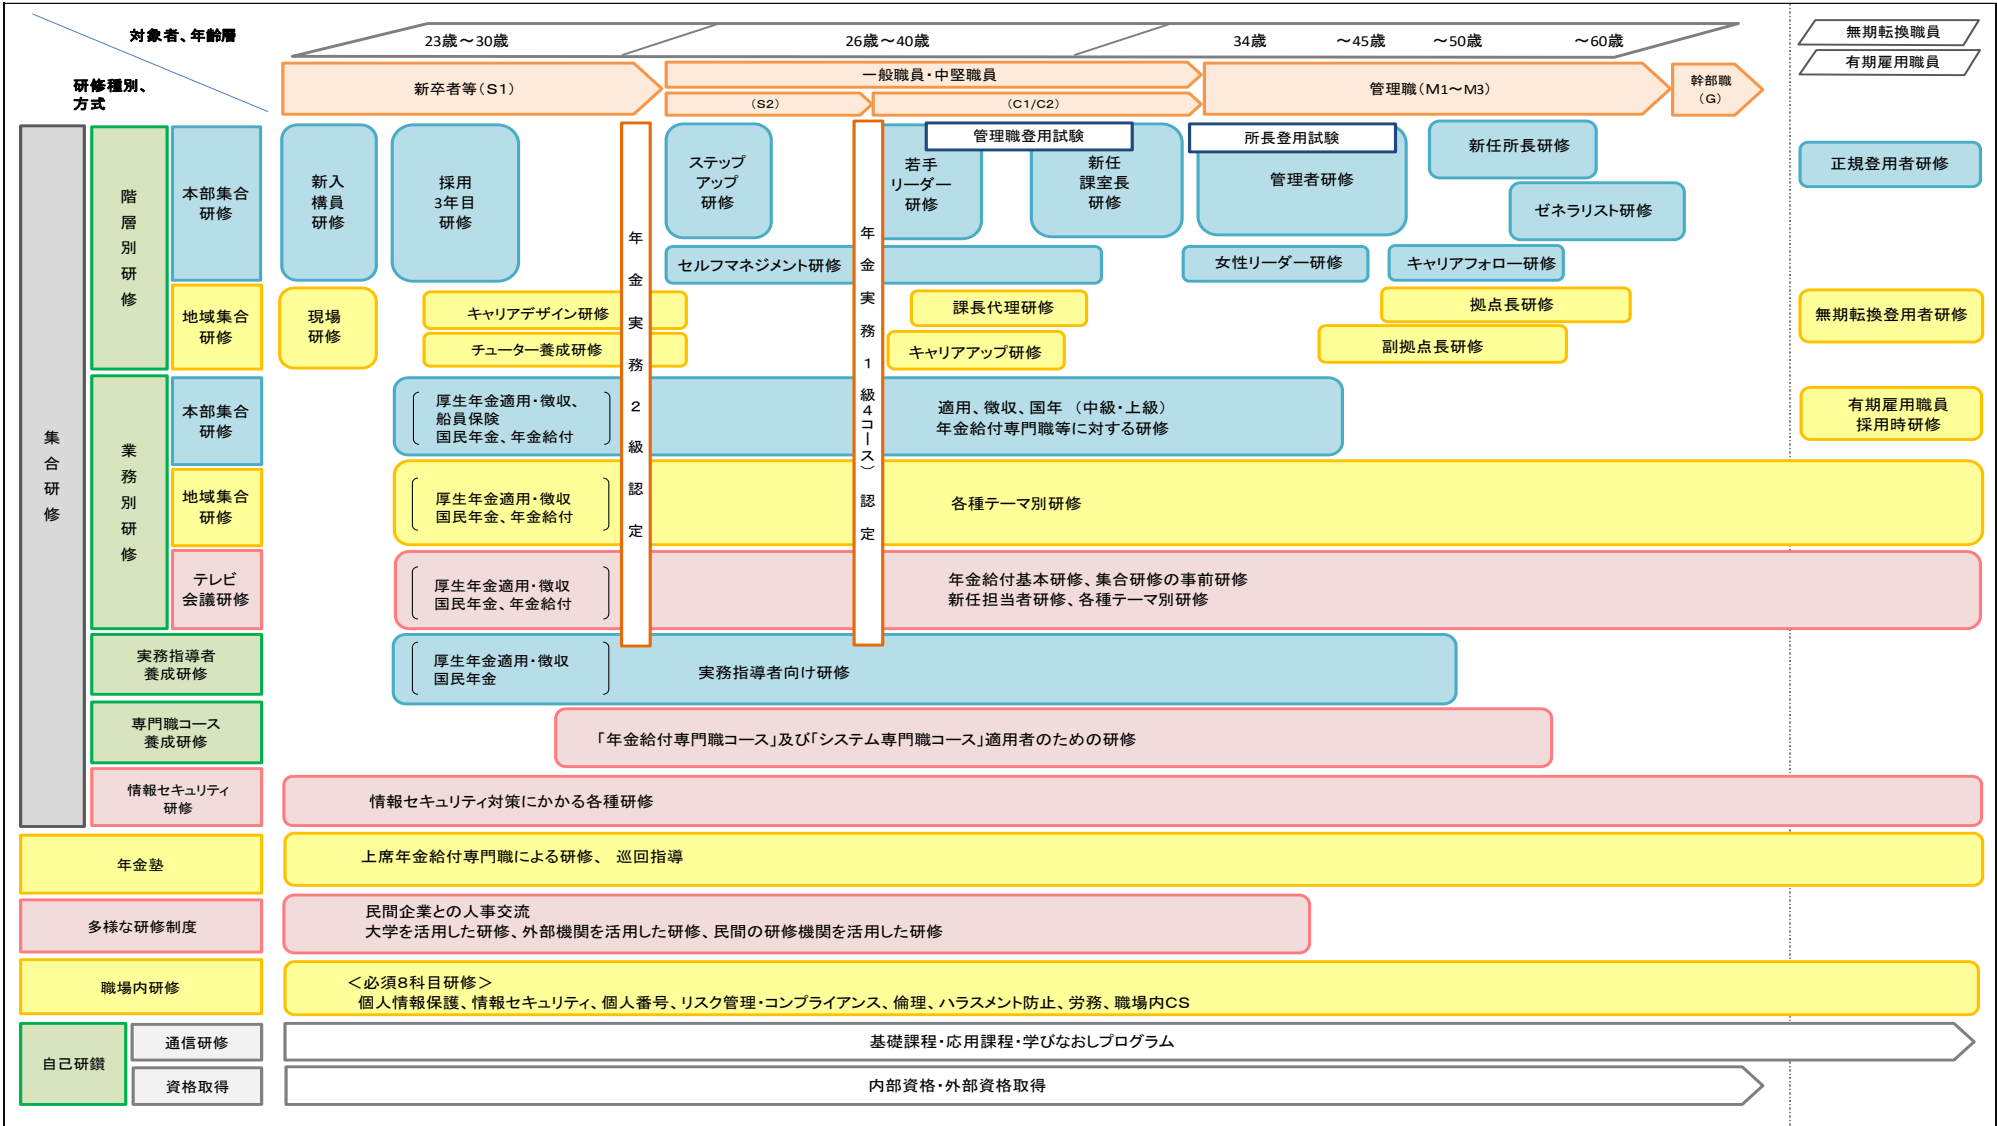 対象者、年齢層
研修種別、
方式
23歳～30歳
26歳～40歳
34歳
～45歳
～50歳
～60歳
無期転換職員
有期雇用職員
新卒者等（S1）
一般職員・中堅職員
（S2）
（C1/C2）
管理職（M1～M3）
幹部職
（G）
集合研修
階層別研修
本部集合
研修
新入
構員
研修
採用
3年目
研修
年金実務2級認定
ステップ
アップ
研修
年金実務1級4コース）認定
若手
リーダー
研修
管理職登用試験
新任
課室長
研修
所長登用試験
管理者研修
新任所長研修
ゼネラリスト研修
正規登用者研修
セルフマネジメント研修
女性リーダー研修
キャリアフォロー研修
地域集合
研修
現場
研修
キャリアデザイン研修
チューター養成研修
課長代理研修
キャリアアップ研修
拠点長研修
副拠点長研修
無期転換登用者研修
業務別研修
本部集合
研修
厚生年金適用・徴収、
船員保険
国民年金、年金給付
適用、徴収、国年 （中級・上級）
年金給付専門職等に対する研修
有期雇用職員
採用時研修
地域集合
研修
厚生年金適用・徴収
国民年金、年金給付
各種テーマ別研修
テレビ
会議研修
厚生年金適用・徴収
国民年金、年金給付
年金給付基本研修、集合研修の事前研修
新任担当者研修、各種テーマ別研修
実務指導者
養成研修
厚生年金適用・徴収
国民年金
実務指導者向け研修
専門職コース
養成研修
「年金給付専門職コース」及び「システム専門職コース」適用者のための研修
情報セキュリティ
研修
情報セキュリティ対策にかかる各種研修
年金塾
上席年金給付専門職による研修、 巡回指導
多様な研修制度
民間企業との人事交流
大学を活用した研修、外部機関を活用した研修、民間の研修機関を活用した研修
職場内研修
＜必須8科目研修＞
個人情報保護、情報セキュリティ、個人番号、リスク管理・コンプライアンス、倫理、ハラスメント防止、労務、職場内CS
自己研鑽
通信研修
基礎課程・応用課程・学びなおしプログラム
資格取得
内部資格・外部資格取得